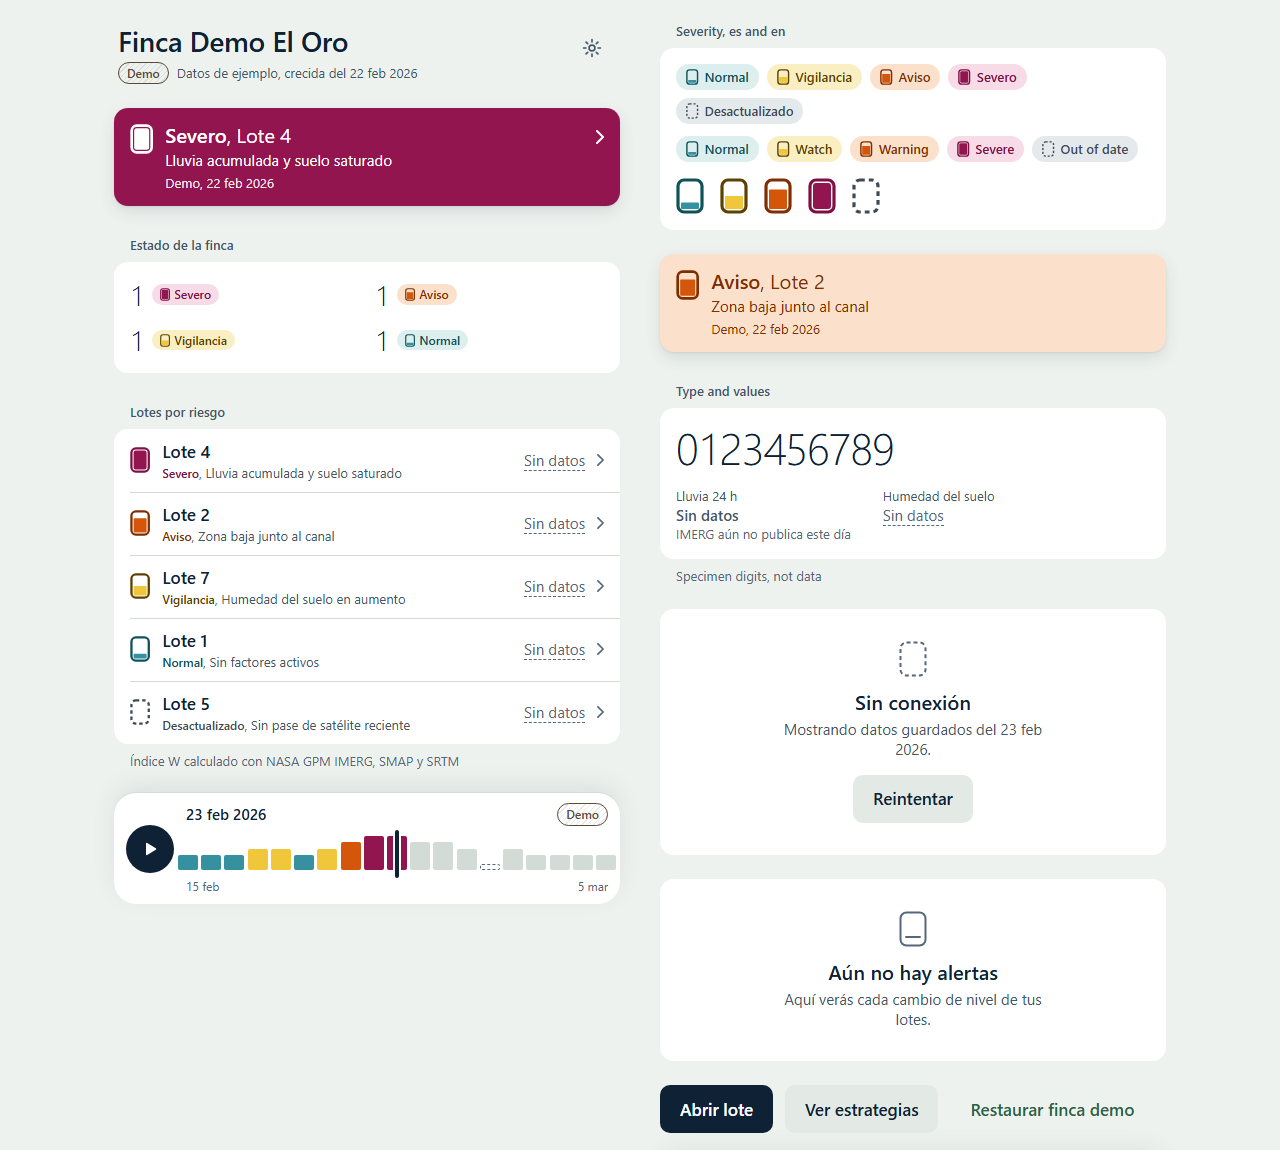 Finca Demo El Oro
Demo Datos de ejemplo, crecida del 22 feb 2026
Severo, Lote 4
Lluvia acumulada y suelo saturado
Demo, 22 feb 2026
Estado de la finca
1 Severo 1 Aviso
1 Vigilancia 1 Normal
Lotes por riesgo
Lote 4
Severo, Lluvia acumulada y suelo saturado
Sin datos
Lote 2
Aviso, Zona baja junto al canal
Sin datos
Lote 7
Vigilancia, Humedad del suelo en aumento
Sin datos
Lote 1
Normal, Sin factores activos
Sin datos
Lote 5
Desactualizado, Sin pase de satélite reciente
Sin datos
Índice W calculado con NASA GPM IMERG, SMAP y SRTM
23 feb 2026
Demo
15 feb 5 mar
Severity, es and en
Normal Vigilancia Aviso Severo
Desactualizado
Normal Watch Warning Severe Out of date
Aviso, Lote 2
Zona baja junto al canal
Demo, 22 feb 2026
Type and values
0123456789
Lluvia 24 h Humedad del suelo
Sin datos Sin datos
IMERG aún no publica este día
Specimen digits, not data
Sin conexión
Mostrando datos guardados del 23 feb
2026.
Reintentar
Aún no hay alertas
Aquí verás cada cambio de nivel de tus
lotes.
Abrir lote Ver estrategias Restaurar finca demo